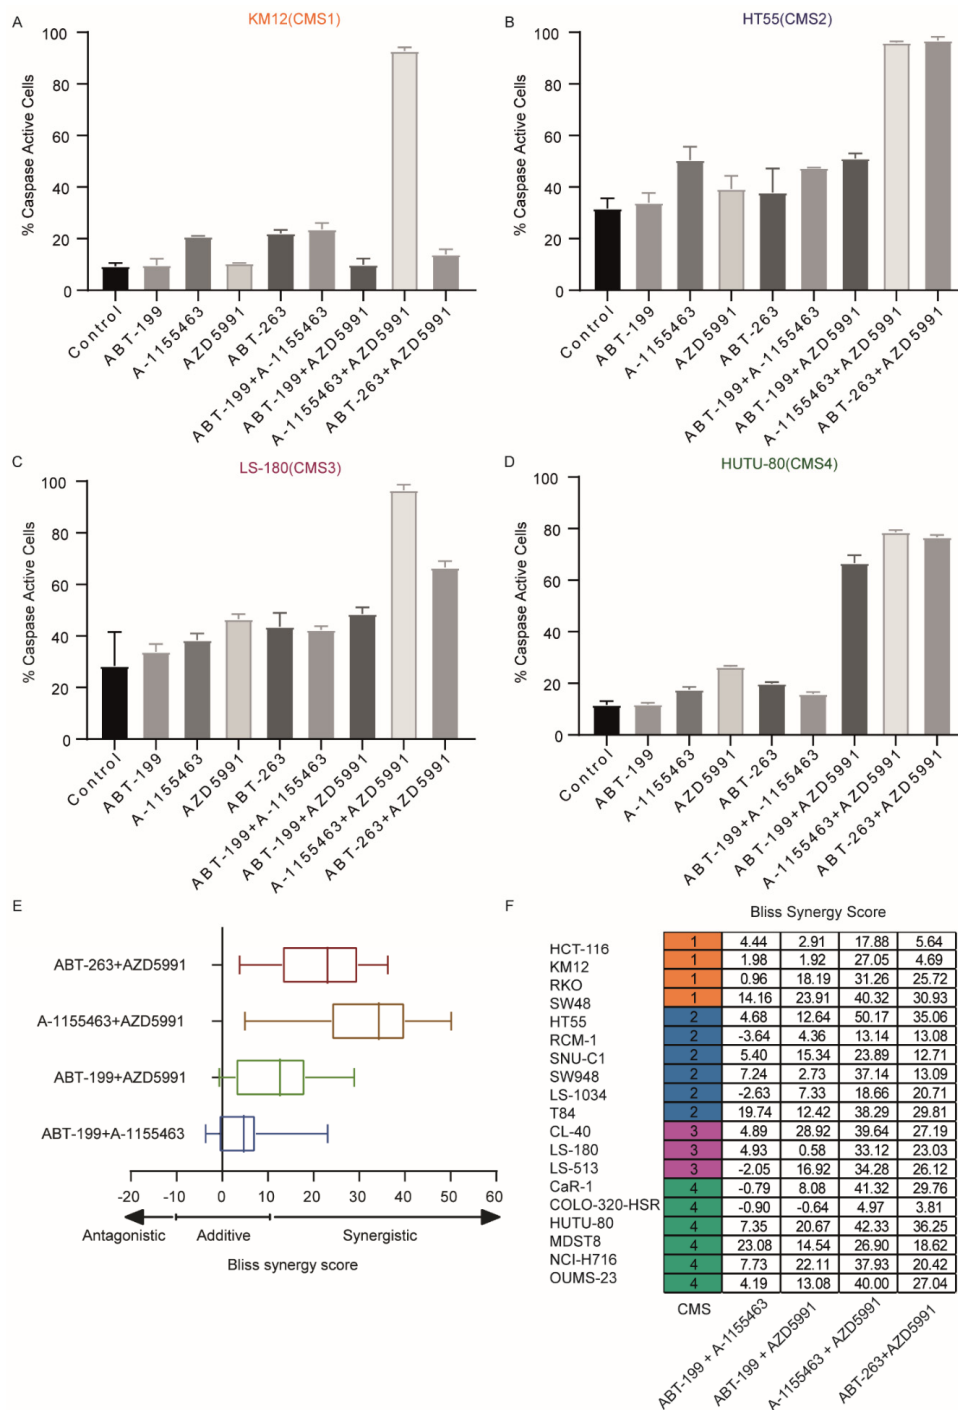 A
KM12(CMS1)
% Caspase Active Cells
100
80
60
40
20
0
Control
ABT-199
A-1155463
AZD5991
ABT-263
ABT-199+A-1155463
ABT-199+AZD5991
A-1155463+AZD5991
ABT-263+AZD5991
B
HT55(CMS2)
% Caspase Active Cells
100
80
60
40
20
0
Control
ABT-199
A-1155463
AZD5991
ABT-263
ABT-199+A-1155463
ABT-199+AZD5991
A-1155463+AZD5991
ABT-263+AZD5991
C
LS-180(CMS3)
% Caspase Active Cells
100
80
60
40
20
0
Control
ABT-199
A-1155463
AZD5991
ABT-263
ABT-199+A-1155463
ABT-199+AZD5991
A-1155463+AZD5991
ABT-263+AZD5991
D
HUTU-80(CMS4)
% Caspase Active Cells
100
80
60
40
20
0
Control
ABT-199
A-1155463
AZD5991
ABT-263
ABT-199+A-1155463
ABT-199+AZD5991
A-1155463+AZD5991
ABT-263+AZD5991
E
ABT-263+AZD5991
A-1155463+AZD5991
ABT-199+AZD5991
ABT-199+A-1155463
-20 -10 0 10 20 30 40 50 60
Antagonistic Additive Synergistic
Bliss synergy score
F
Bliss Synergy Score
HCT-116 1 4.44 2.91 17.88 5.64
KM12 1 1.98 1.92 27.05 4.69
RKO 1 0.96 18.19 31.26 25.72
SW48 1 14.16 23.91 40.32 30.93
HT55 2 4.68 12.64 50.17 35.06
RCM-1 2 -3.64 4.36 13.14 13.08
SNU-C1 2 5.40 15.34 23.89 12.71
SW948 2 7.24 2.73 37.14 13.09
LS-1034 2 -2.63 7.33 18.66 20.71
T84 2 19.74 12.42 38.29 29.81
CL-40 3 4.89 28.92 39.64 27.19
LS-180 3 4.93 0.58 33.12 23.03
LS-513 3 -2.05 16.92 34.28 26.12
CaR-1 4 -0.79 8.08 41.32 29.76
COLO-320-HSR 4 -0.90 -0.64 4.97 3.81
HUTU-80 4 7.35 20.67 42.33 36.25
MDST8 4 23.08 14.54 26.90 18.62
NCI-H716 4 7.73 22.11 37.93 20.42
OUMS-23 4 4.19 13.08 40.00 27.04
CMS
ABT-199 + A-1155463
ABT-199 + AZD5991
A-1155463 + AZD5991
ABT-263+AZD5991